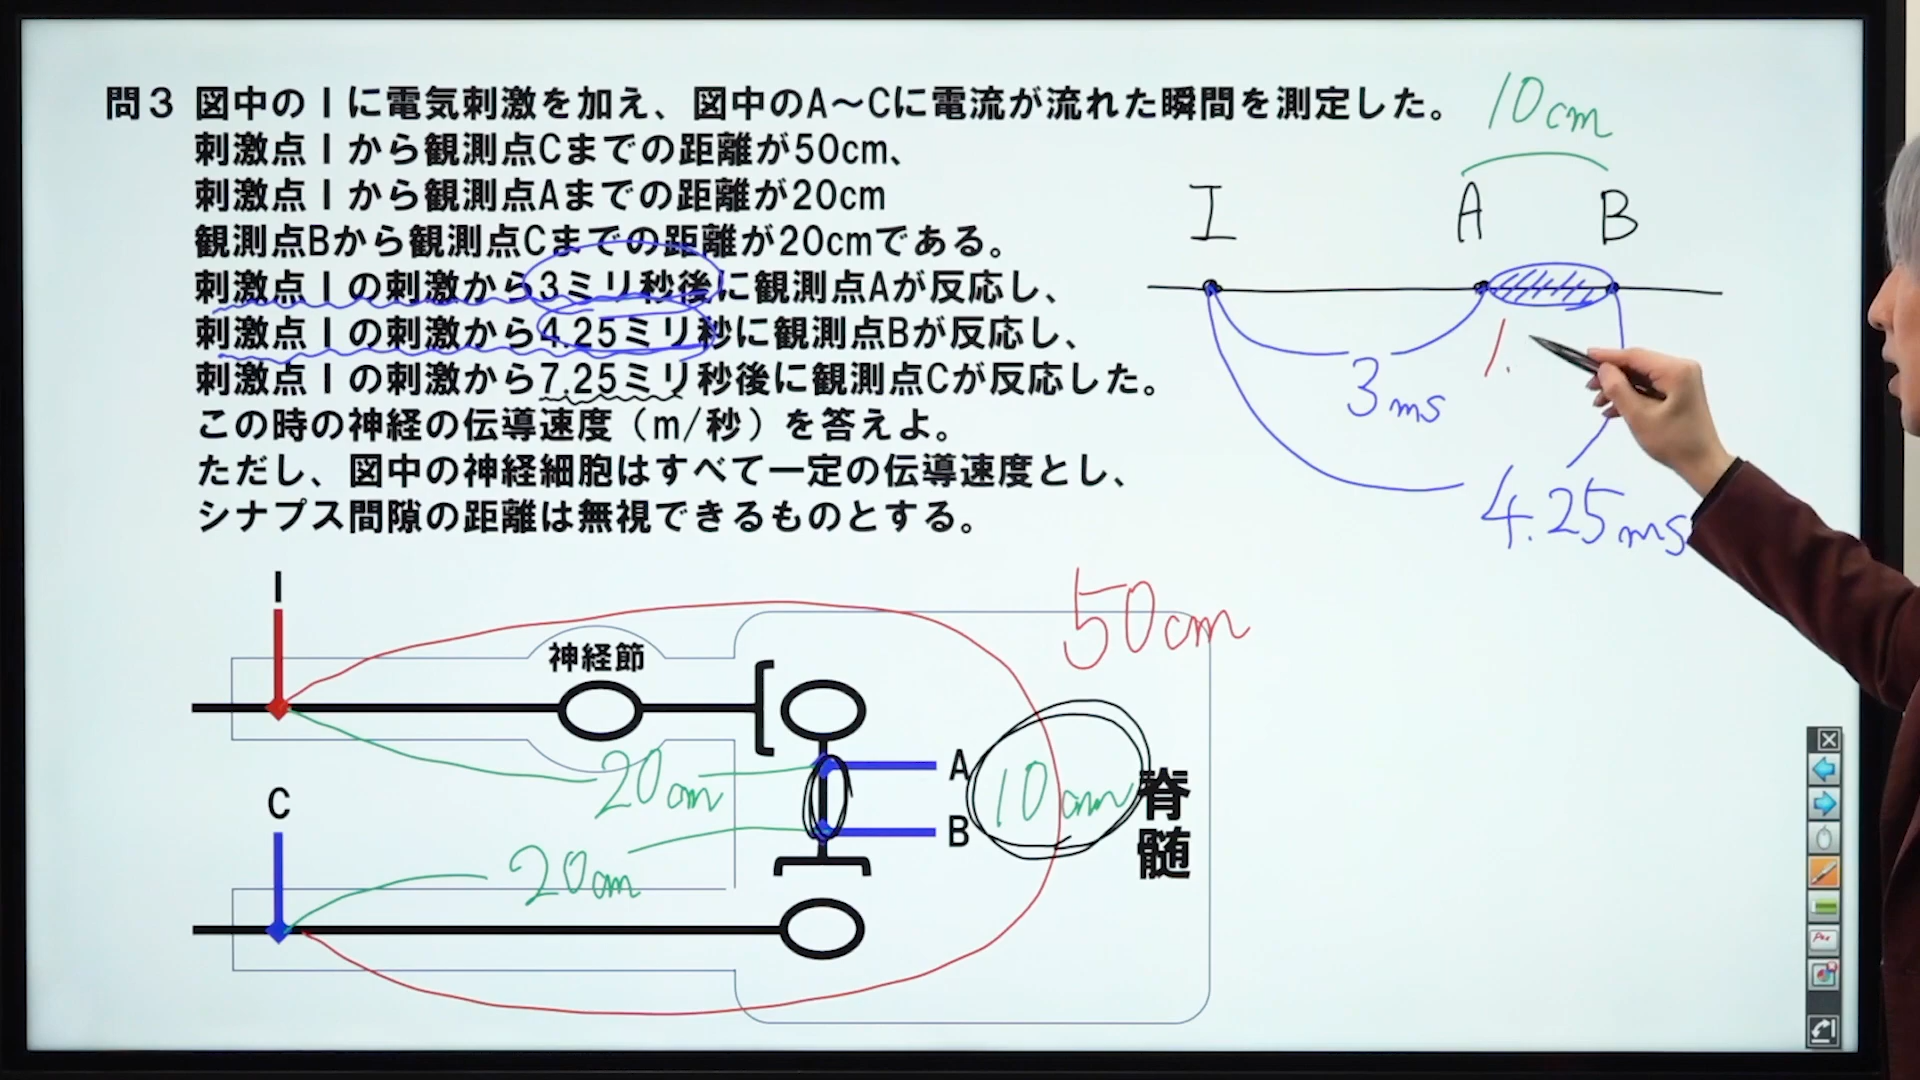 問3 図中のIに電気刺激を加え、図中のA～Cに電流が流れた瞬間を測定した。
刺激点Iから観測点Cまでの距離が50cm、
刺激点Iから観測点Aまでの距離が20cm
観測点Bから観測点Cまでの距離が20cmである。
刺激点Iの刺激から3ミリ秒後に観測点Aが反応し、
刺激点Iの刺激から4.25ミリ秒に観測点Bが反応し、
刺激点Iの刺激から7.25ミリ秒後に観測点Cが反応した。
この時の神経の伝導速度（m/秒）を答えよ。
ただし、図中の神経細胞はすべて一定の伝導速度とし、
シナプス間隙の距離は無視できるものとする。
10cm
I A B
3ms
1.
4.25ms
I
神経節
50cm
20cm
A
10cm
脊髄
C
B
20cm